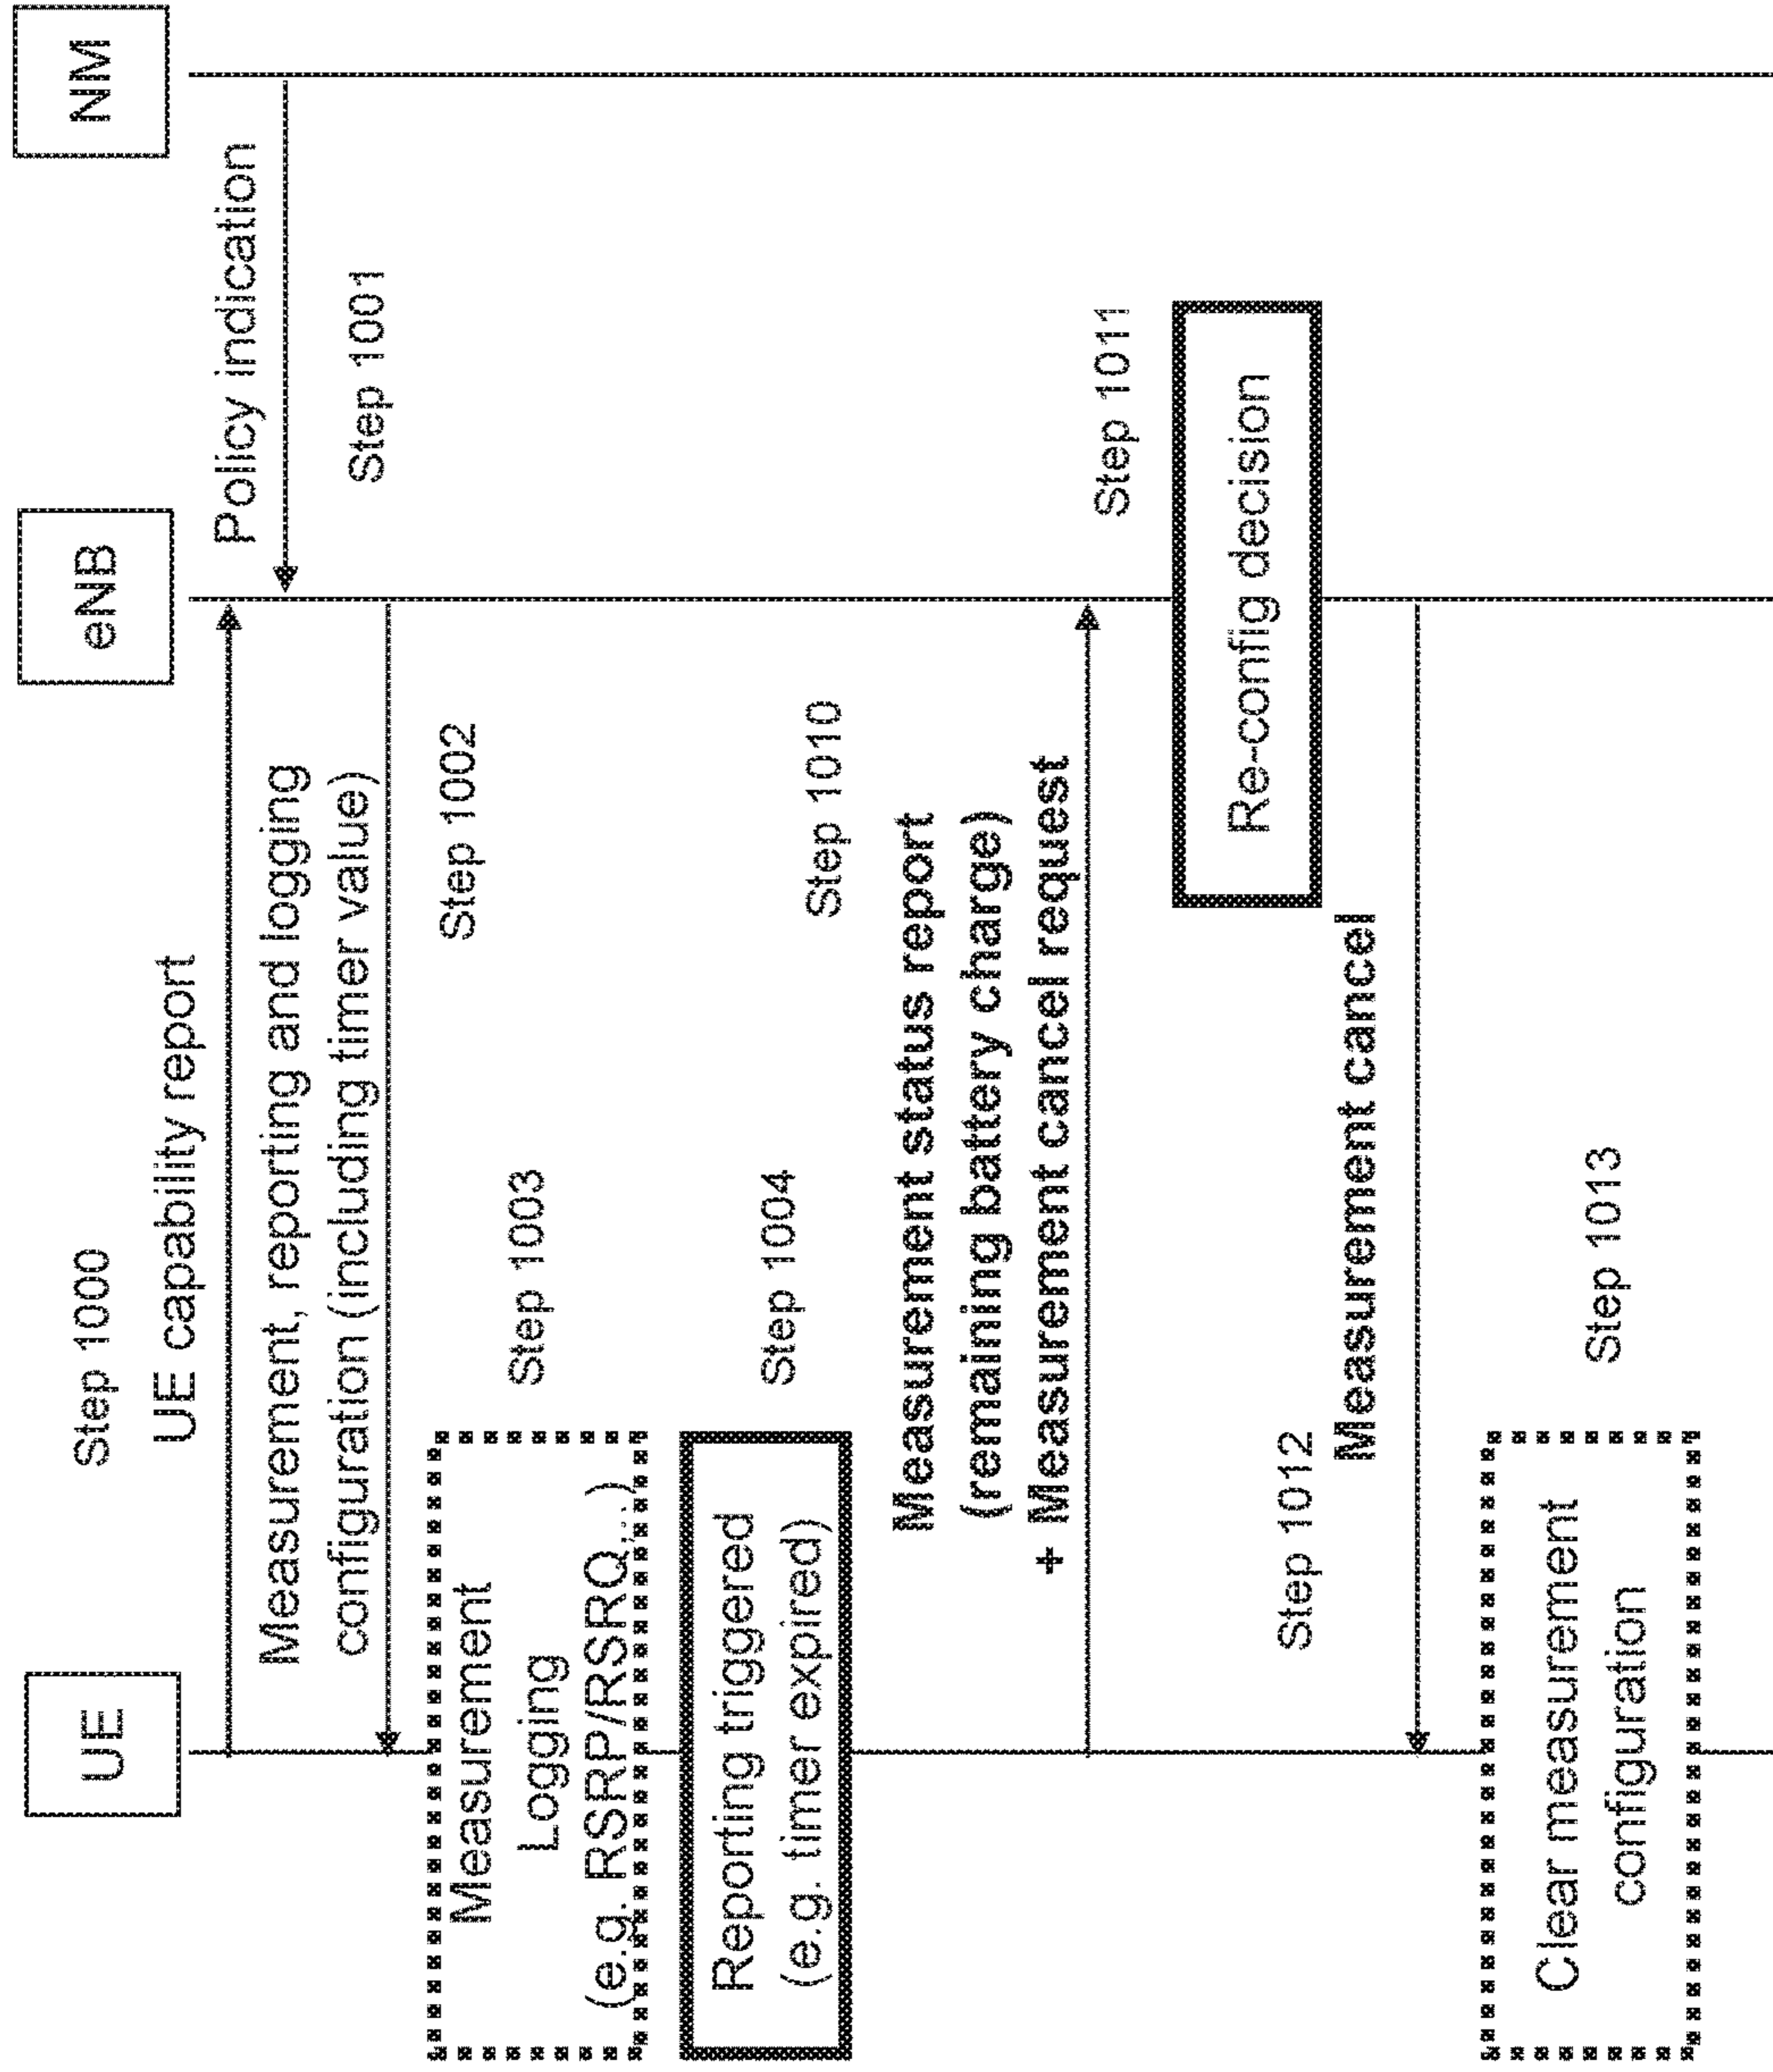 UE
eNB
NM
Step 1000
UE capability report
Policy indication
Step 1001
Measurement, reporting and logging
configuration (including timer value)
Step 1002
Measurement
Logging
(e.g. RSRP/RSRQ,..)
Step 1003
Reporting triggered
(e.g. timer expired)
Step 1004
Step 1010
Measurement status report
(remaining battery charge)
+ Measurement cancel request
Step 1011
Re-config decision
Step 1012
Measurement cancel
Clear measurement
configuration
Step 1013